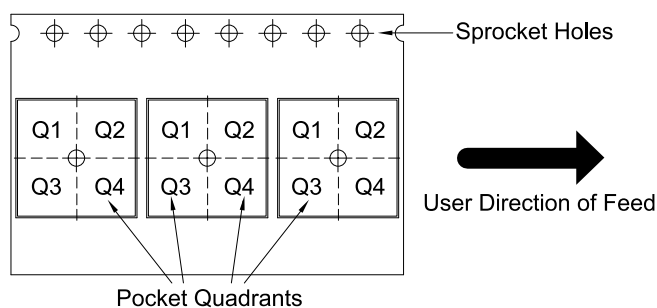 Sprocket Holes
Q1 Q2 Q1 Q2 Q1 Q2
Q3 Q4 Q3 Q4 Q3 Q4
User Direction of Feed
Pocket Quadrants